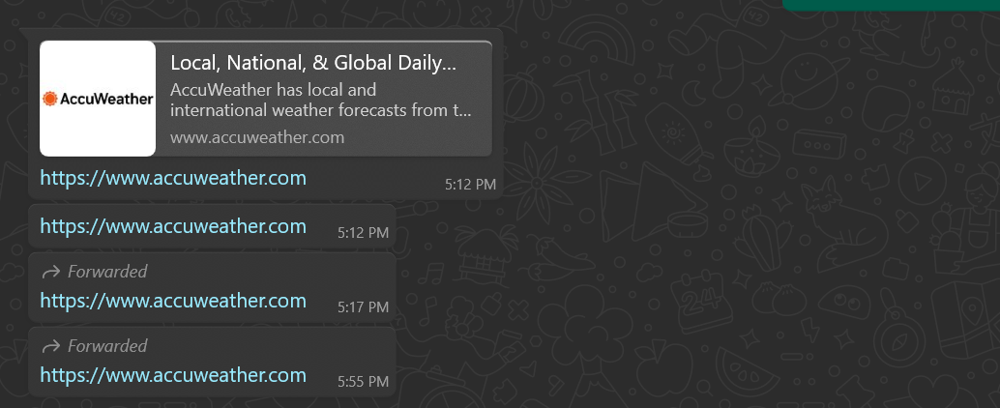 AccuWeather
Local, National, & Global Daily...
AccuWeather has local and
international weather forecasts from t...
www.accuweather.com
https://www.accuweather.com
5:12 PM
https://www.accuweather.com
5:12 PM
Forwarded
https://www.accuweather.com
5:17 PM
Forwarded
https://www.accuweather.com
5:55 PM
24